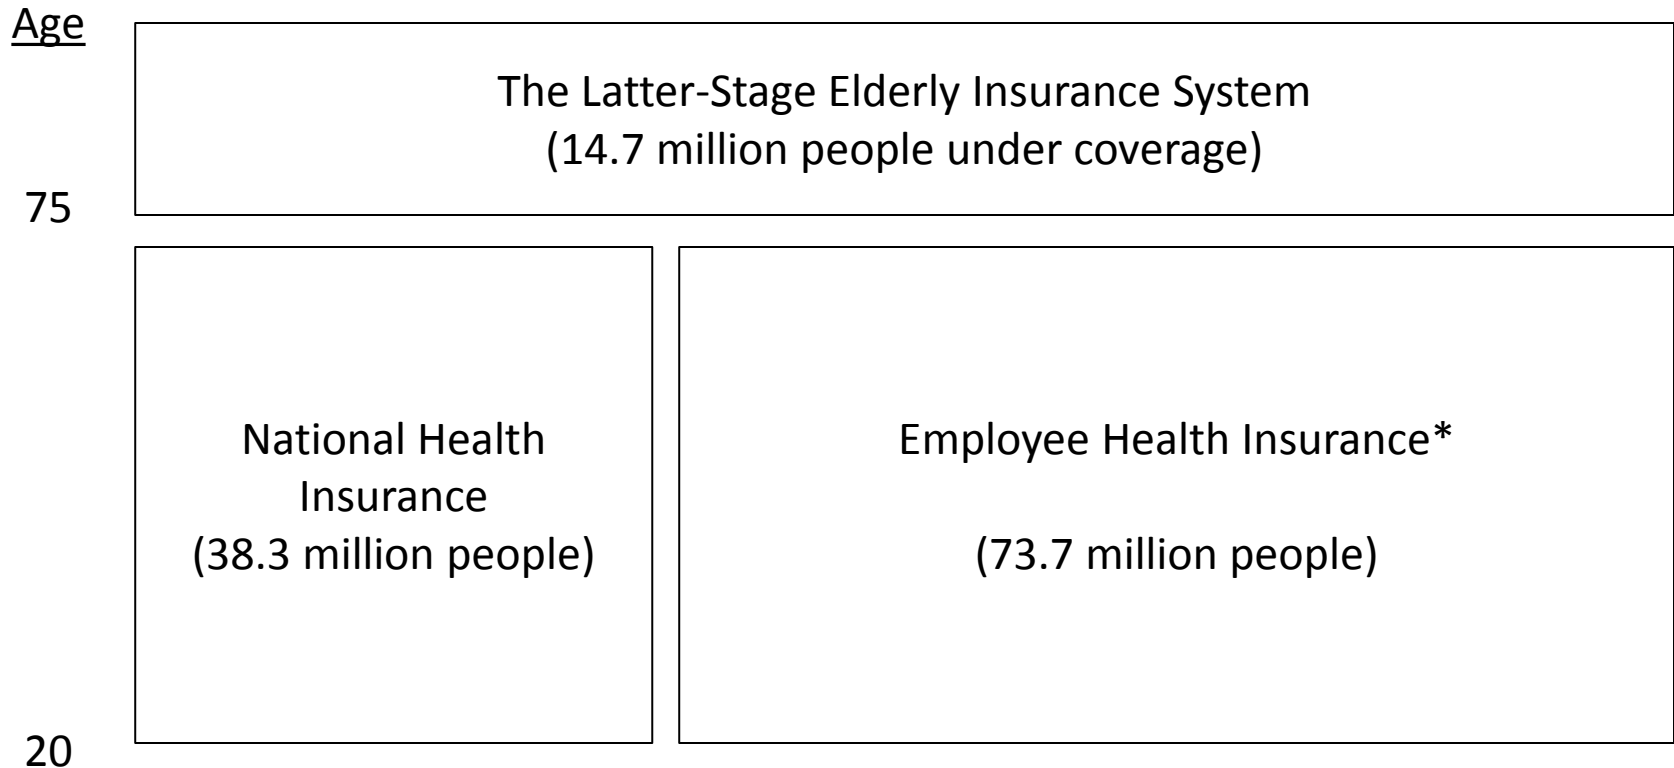 Age
The Latter-Stage Elderly Insurance System
(14.7 million people under coverage)
75
National Health
Insurance
(38.3 million people)
Employee Health Insurance*
(73.7 million people)
20